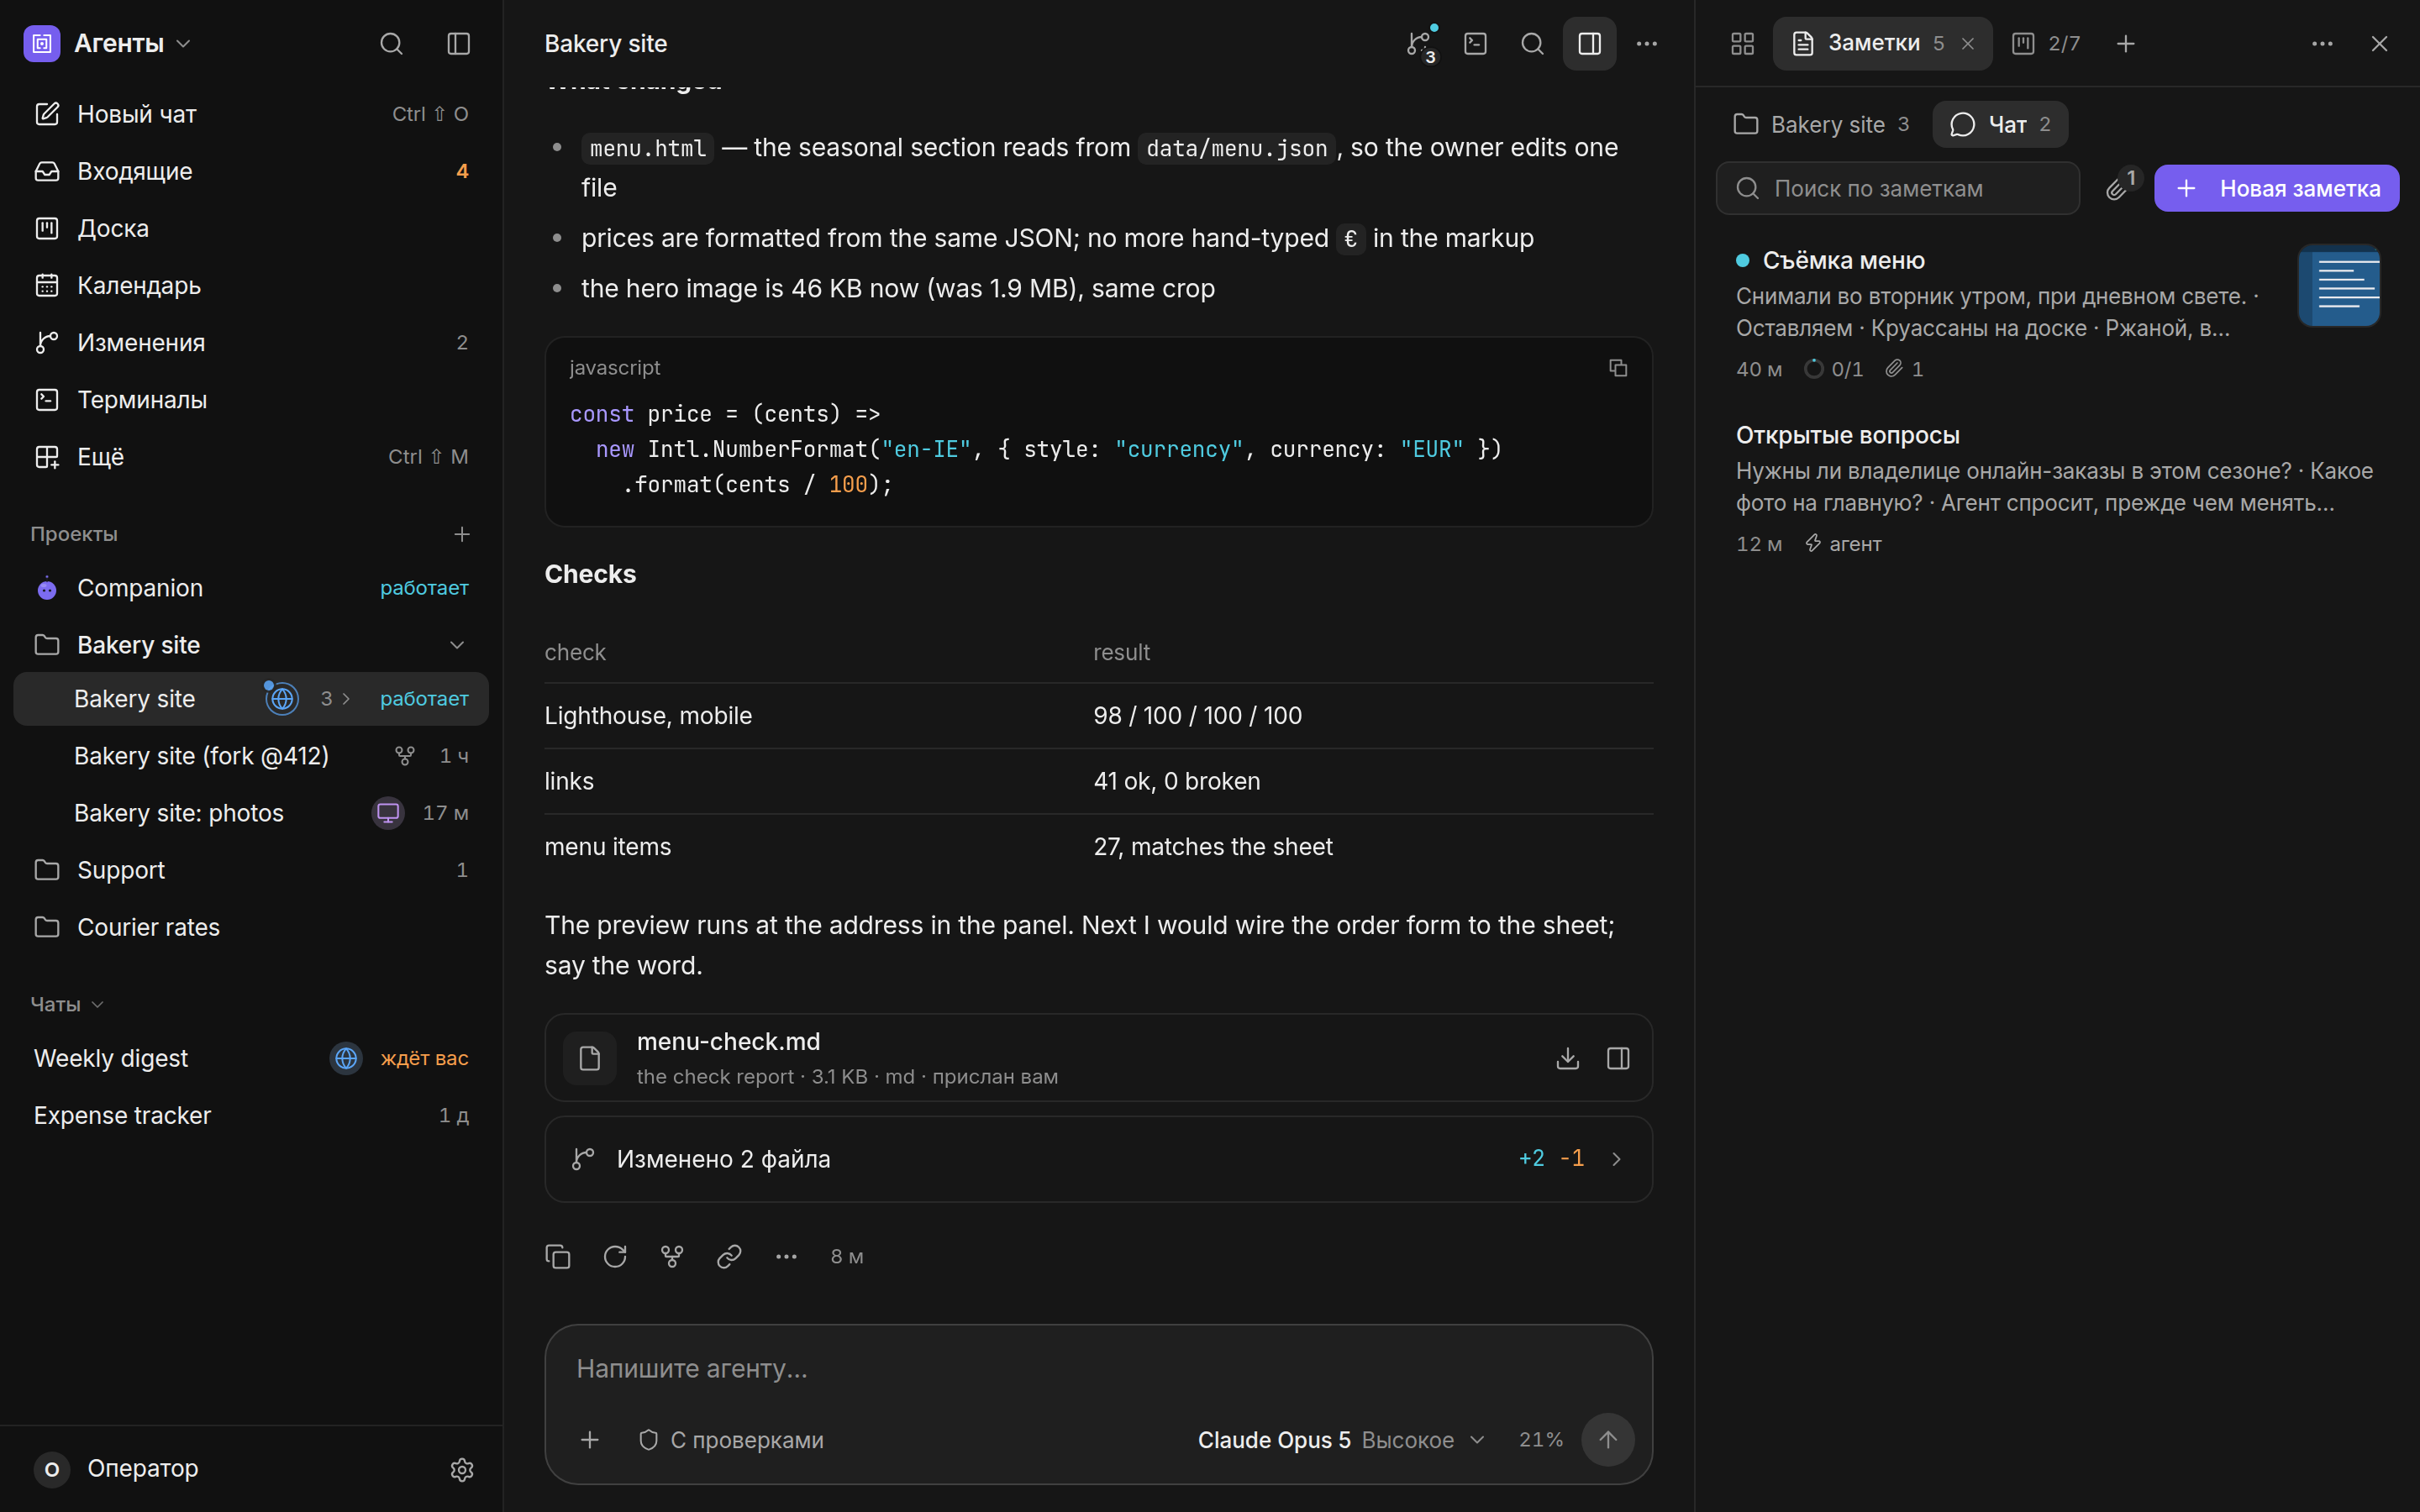 Агенты
Новый чат Ctrl ⇧ O
Входящие 4
Доска
Календарь
Изменения 2
Терминалы
Ещё Ctrl ⇧ M
Проекты
Companion работает
Bakery site
Bakery site 3 работает
Bakery site (fork @412) 1 ч
Bakery site: photos 17 м
Support 1
Courier rates
Чаты
Weekly digest ждёт вас
Expense tracker 1 д
О Оператор
Bakery site 3
What changed
menu.html — the seasonal section reads from data/menu.json, so the owner edits one
file
prices are formatted from the same JSON; no more hand-typed € in the markup
the hero image is 46 KB now (was 1.9 MB), same crop
javascript
const price = (cents) =>
new Intl.NumberFormat("en-IE", { style: "currency", currency: "EUR" })
.format(cents / 100);
Checks
check result
Lighthouse, mobile 98 / 100 / 100 / 100
links 41 ok, 0 broken
menu items 27, matches the sheet
The preview runs at the address in the panel. Next I would wire the order form to the sheet;
say the word.
menu-check.md
the check report · 3.1 KB · md · прислан вам
Изменено 2 файла +2 -1
8 м
Напишите агенту...
С проверками Claude Opus 5 Высокое 21%
Заметки 5 2/7
Bakery site 3 Чат 2
Поиск по заметкам 1 Новая заметка
Съёмка меню
Снимали во вторник утром, при дневном свете. ·
Оставляем · Круассаны на доске · Ржаной, в...
40 м 0/1 1
Открытые вопросы
Нужны ли владелице онлайн-заказы в этом сезоне? · Какое
фото на главную? · Агент спросит, прежде чем менять...
12 м агент